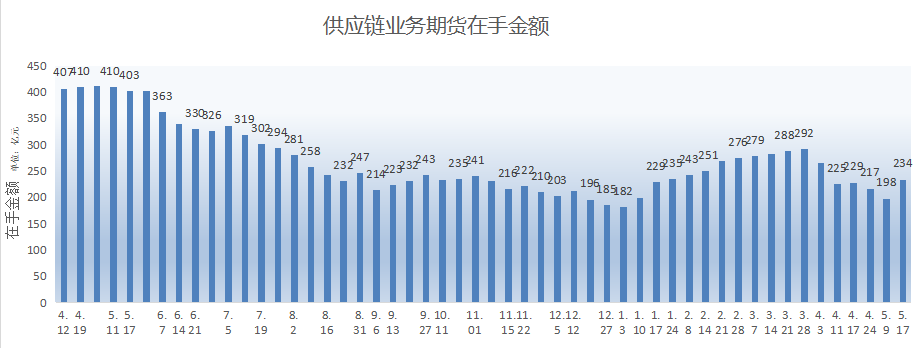 供应链业务期货在手金额
在手金额 单位：亿元
450
400
350
300
250
200
150
100
50
0
407 410 410 403 363 330 326 319 302 294 281 258 232 247 214 223 232 243 235 241 216 222 210 203 196 185 182 229 235 243 251 276 279 288 292 225 229 217 198 234
4. 4. 5. 5. 6. 6. 6. 7. 7. 8. 8. 8. 9. 9. 9. 10. 11. 11. 11. 12. 12. 12. 1. 1. 1. 1. 2. 2. 2. 2. 3. 3. 3. 3. 4. 4. 4. 4. 5. 5.
12 19 11 17 7 14 21 5 19 2 16 31 6 13 27 11 01 15 22 5 12 27 3 10 17 24 8 14 21 28 7 14 21 28 3 11 17 24 9 17